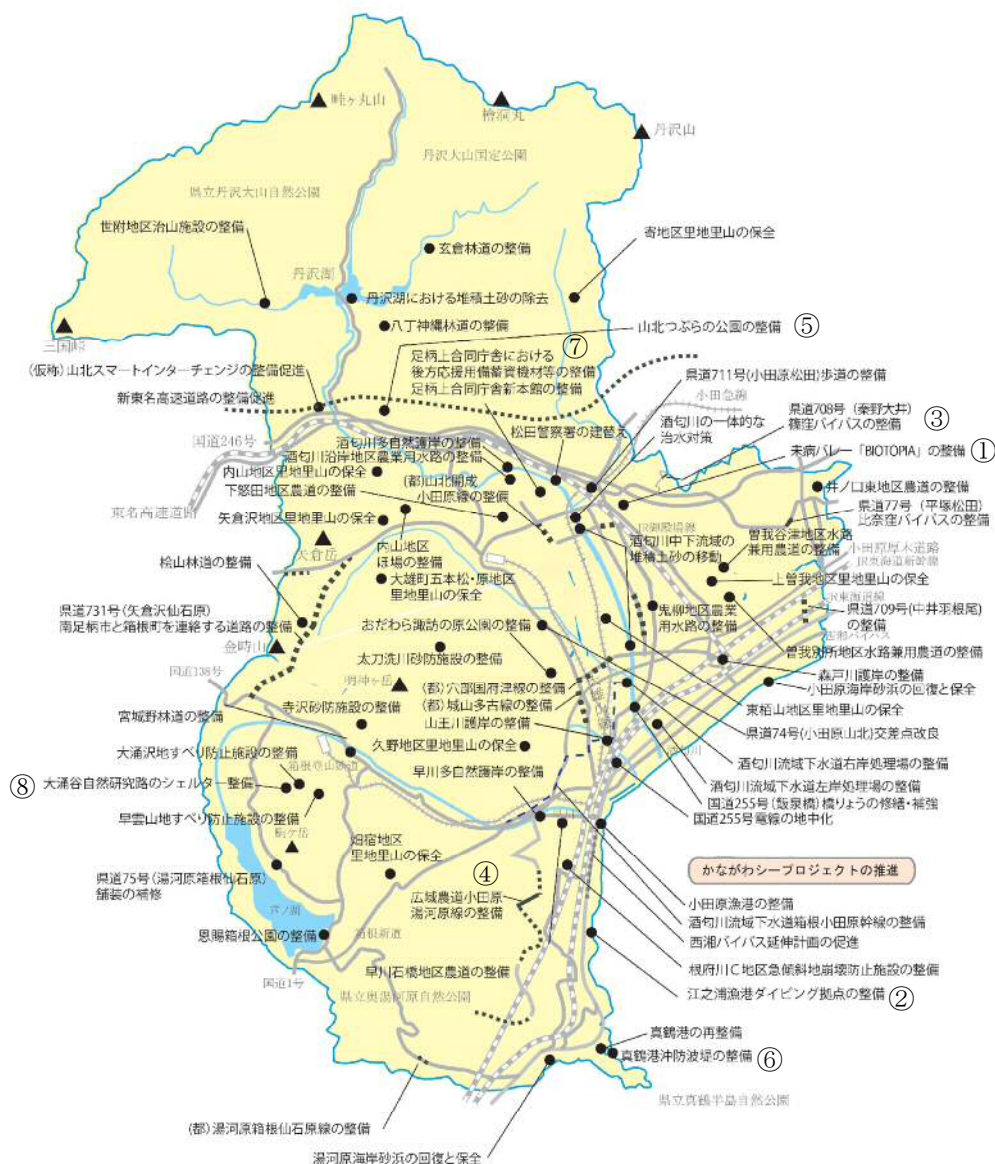 畦ヶ丸山
檜洞丸
丹沢山
丹沢大山国定公園
県立丹沢大山自然公園
世附地区治山施設の整備
玄倉林道の整備
寄地区里地里山の保全
丹沢湖
丹沢湖における堆積土砂の除去
三国峠
八丁神縄林道の整備
山北つぶらの公園の整備 ⑤
⑦
足柄上合同庁舎における
後方応援用備蓄資機材等の整備
足柄上合同庁舎新本館の整備
(仮称)山北スマートインターチェンジの整備促進
新東名高速道路の整備促進
県道711号(小田原松田)歩道の整備
小田急線
酒匂川の一体的な
治水対策
県道708号(秦野大井)
篠窪バイパスの整備
③
未病バレー「BIOTOPIA」の整備
①
国道246号
東名高速道路
酒匂川多自然護岸の整備
酒匂川沿岸地区農業用水路の整備
松田警察署の建替え
内山地区里地里山の保全
(都)山北開成
小田原線の整備
下怒田地区農道の整備
井ノ口東地区農道の整備
県道77号(平塚松田)
比奈窪バイパスの整備
矢倉沢地区里地里山の保全
矢倉岳
内山地区
ほ場の整備
JR御殿場線
酒匂川中下流域の
堆積土砂の移動
曽我谷津地区水路
兼用農道の整備
小田原厚木道路
JR東海道新幹線
JR東海道線
桧山林道の整備
大雄町五本松・原地区
里地里山の保全
上曽我地区里地里山の保全
鬼柳地区農業
用水路の整備
県道709号(中井羽根尾)
の整備
県道731号(矢倉沢仙石原)
南足柄市と箱根町を連絡する道路の整備
おだわら諏訪の原公園の整備
西湘バイパス
曽我別所地区水路兼用農道の整備
金時山
太刀洗川砂防施設の整備
森戸川護岸の整備
国道138号
明神ヶ岳
(都)穴部国府津線の整備
(都)城山多古線の整備
小田原海岸砂浜の回復と保全
東栢山地区里地里山の保全
宮城野林道の整備
寺沢砂防施設の整備
山王川護岸の整備
県道74号(小田原山北)交差点改良
久野地区里地里山の保全
酒匂川
大涌沢地すべり防止施設の整備
箱根登山鉄道
早川多自然護岸の整備
酒匂川流域下水道右岸処理場の整備
⑧ 大涌谷自然研究路のシェルター整備
酒匂川流域下水道左岸処理場の整備
国道255号(飯泉橋)橋りょうの修繕・補強
国道255号電線の地中化
早雲山地すべり防止施設の整備
駒ケ岳
畑宿地区
里地里山の保全
かながわシープロジェクトの推進
県道75号(湯河原箱根仙石原)
舗装の補修
④
広域農道小田原
湯河原線の整備
小田原漁港の整備
酒匂川流域下水道箱根小田原幹線の整備
芦ノ湖
恩賜箱根公園の整備
箱根新道
西湘バイパス延伸計画の促進
根府川C地区急傾斜地崩壊防止施設の整備
早川石橋地区農道の整備
国道1号
県立奥湯河原自然公園
江之浦漁港ダイビング拠点の整備 ②
真鶴港の再整備
真鶴港沖防波堤の整備 ⑥
県立真鶴半島自然公園
(都)湯河原箱根仙石原線の整備
湯河原海岸砂浜の回復と保全